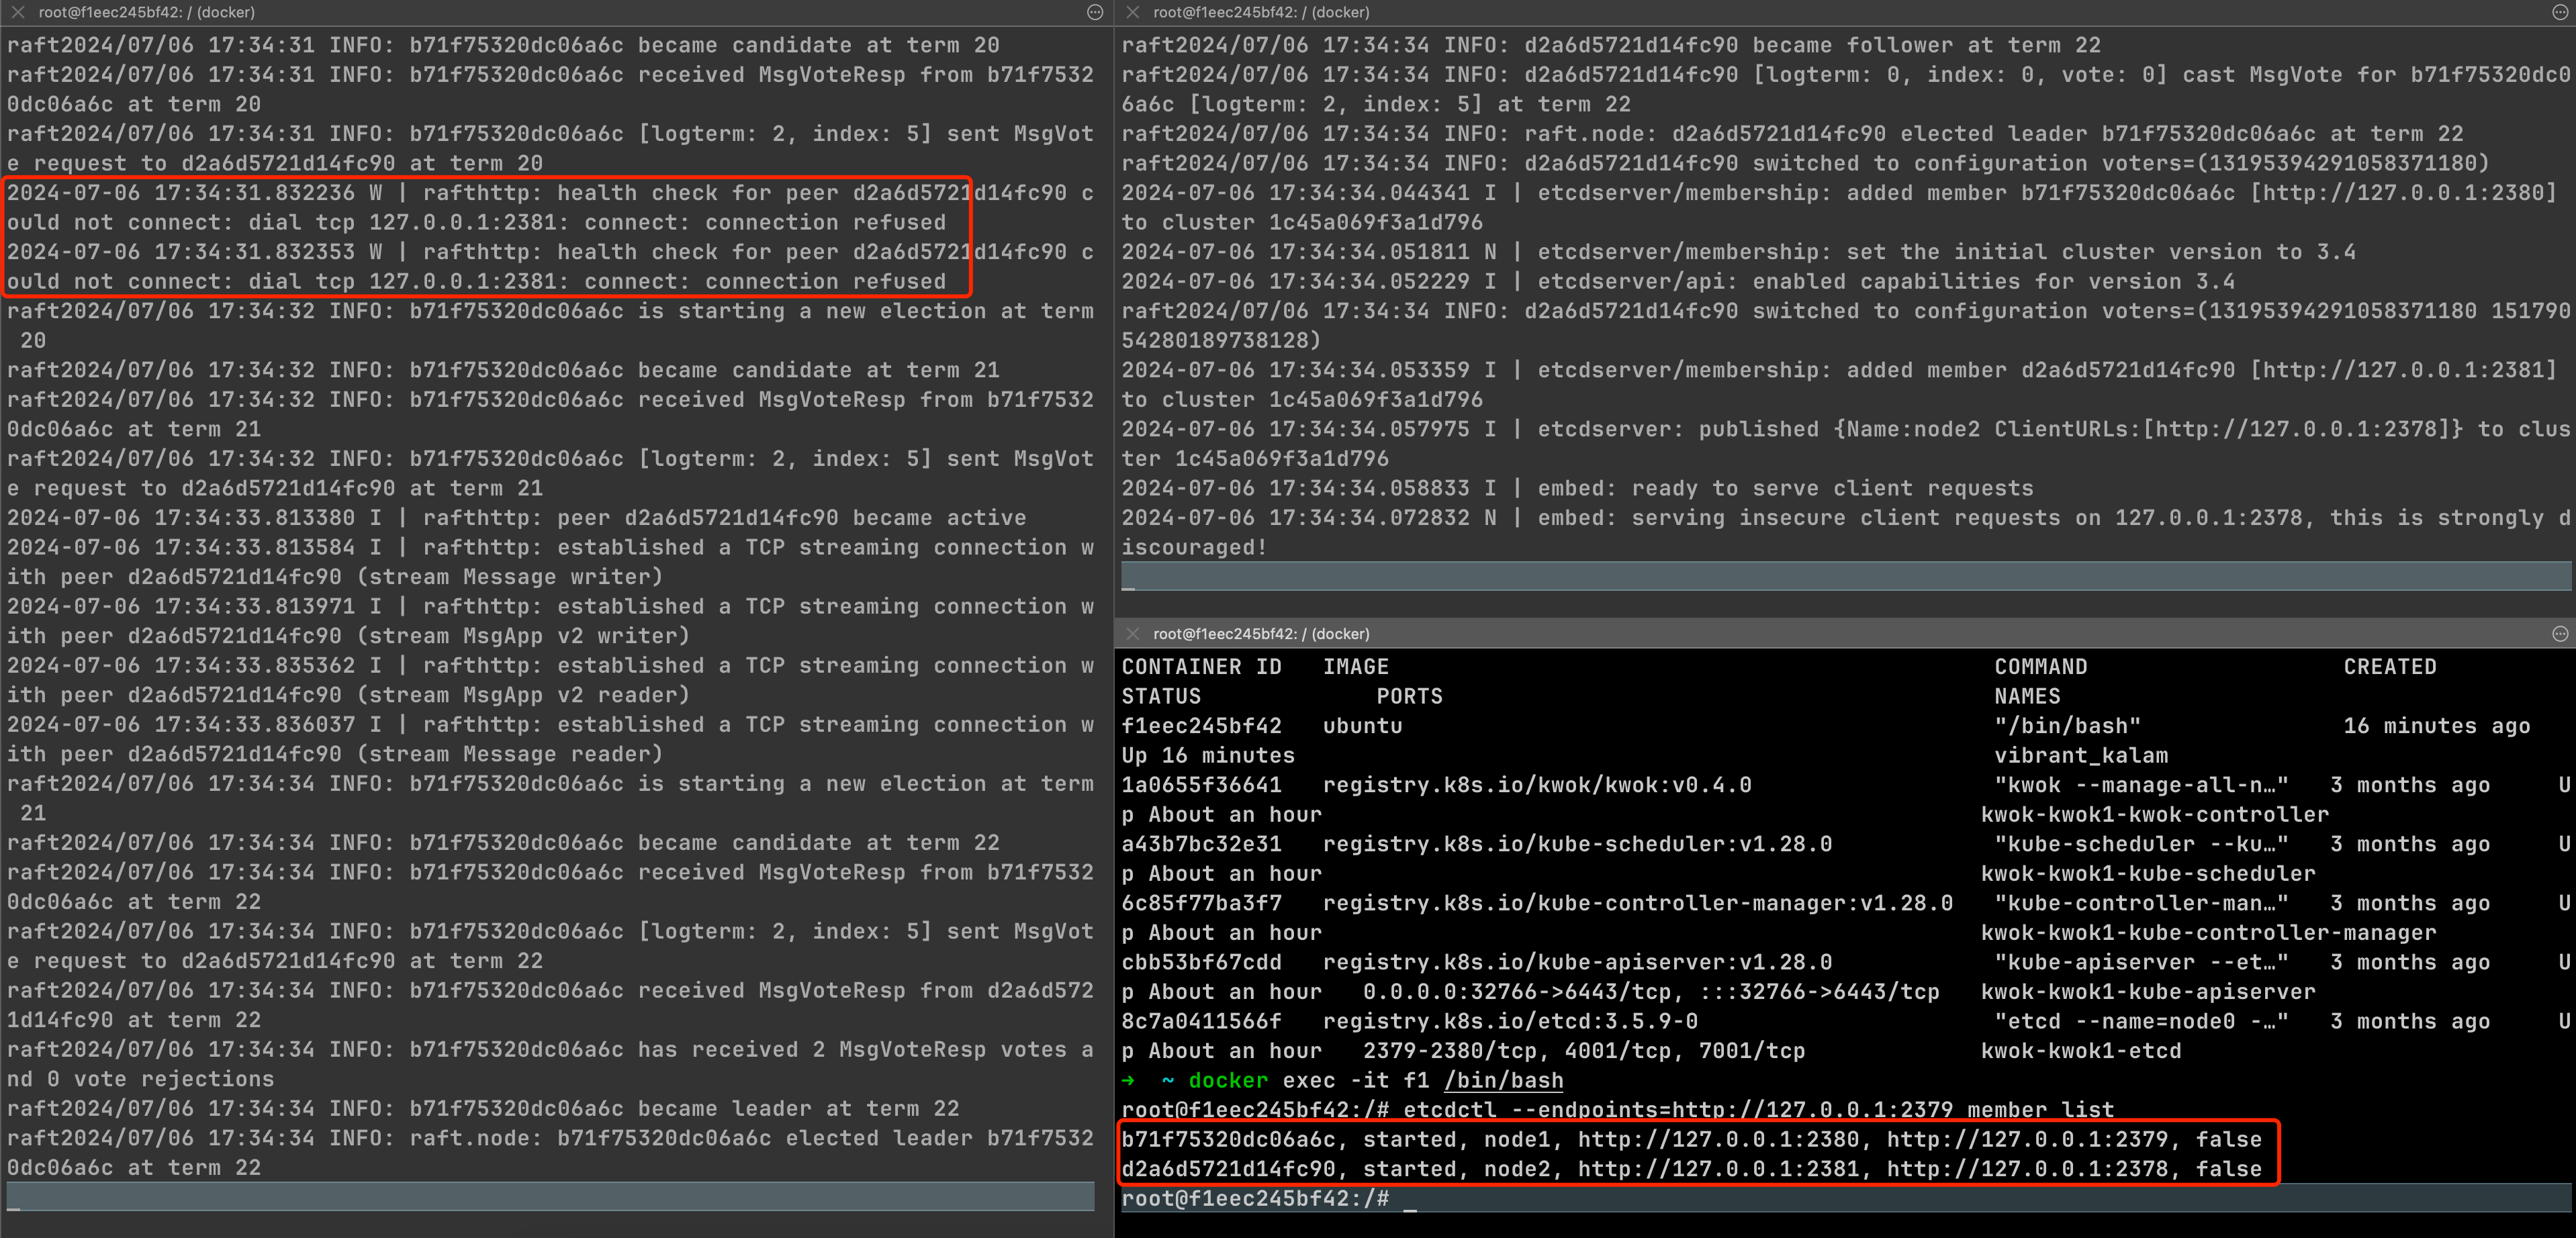 root@f1eec245bf42: / (docker)
raft2024/07/06 17:34:31 INFO: b71f75320dc06a6c became candidate at term 20
raft2024/07/06 17:34:31 INFO: b71f75320dc06a6c received MsgVoteResp from b71f7532
0dc06a6c at term 20
raft2024/07/06 17:34:31 INFO: b71f75320dc06a6c [logterm: 2, index: 5] sent MsgVot
e request to d2a6d5721d14fc90 at term 20
2024-07-06 17:34:31.832236 W | rafthttp: health check for peer d2a6d5721d14fc90 c
ould not connect: dial tcp 127.0.0.1:2381: connect: connection refused
2024-07-06 17:34:31.832353 W | rafthttp: health check for peer d2a6d5721d14fc90 c
ould not connect: dial tcp 127.0.0.1:2381: connect: connection refused
raft2024/07/06 17:34:32 INFO: b71f75320dc06a6c is starting a new election at term
 20
raft2024/07/06 17:34:32 INFO: b71f75320dc06a6c became candidate at term 21
raft2024/07/06 17:34:32 INFO: b71f75320dc06a6c received MsgVoteResp from b71f7532
0dc06a6c at term 21
raft2024/07/06 17:34:32 INFO: b71f75320dc06a6c [logterm: 2, index: 5] sent MsgVot
e request to d2a6d5721d14fc90 at term 21
2024-07-06 17:34:33.813380 I | rafthttp: peer d2a6d5721d14fc90 became active
2024-07-06 17:34:33.813584 I | rafthttp: established a TCP streaming connection w
ith peer d2a6d5721d14fc90 (stream Message writer)
2024-07-06 17:34:33.813971 I | rafthttp: established a TCP streaming connection w
ith peer d2a6d5721d14fc90 (stream MsgApp v2 writer)
2024-07-06 17:34:33.835362 I | rafthttp: established a TCP streaming connection w
ith peer d2a6d5721d14fc90 (stream MsgApp v2 reader)
2024-07-06 17:34:33.836037 I | rafthttp: established a TCP streaming connection w
ith peer d2a6d5721d14fc90 (stream Message reader)
raft2024/07/06 17:34:34 INFO: b71f75320dc06a6c is starting a new election at term
 21
raft2024/07/06 17:34:34 INFO: b71f75320dc06a6c became candidate at term 22
raft2024/07/06 17:34:34 INFO: b71f75320dc06a6c received MsgVoteResp from b71f7532
0dc06a6c at term 22
raft2024/07/06 17:34:34 INFO: b71f75320dc06a6c [logterm: 2, index: 5] sent MsgVot
e request to d2a6d5721d14fc90 at term 22
raft2024/07/06 17:34:34 INFO: b71f75320dc06a6c received MsgVoteResp from d2a6d572
1d14fc90 at term 22
raft2024/07/06 17:34:34 INFO: b71f75320dc06a6c has received 2 MsgVoteResp votes a
nd 0 vote rejections
raft2024/07/06 17:34:34 INFO: b71f75320dc06a6c became leader at term 22
raft2024/07/06 17:34:34 INFO: raft.node: b71f75320dc06a6c elected leader b71f7532
0dc06a6c at term 22
root@f1eec245bf42: / (docker)
raft2024/07/06 17:34:34 INFO: d2a6d5721d14fc90 became follower at term 22
raft2024/07/06 17:34:34 INFO: d2a6d5721d14fc90 [logterm: 0, index: 0, vote: 0] cast MsgVote for b71f75320dc0
6a6c [logterm: 2, index: 5] at term 22
raft2024/07/06 17:34:34 INFO: raft.node: d2a6d5721d14fc90 elected leader b71f75320dc06a6c at term 22
raft2024/07/06 17:34:34 INFO: d2a6d5721d14fc90 switched to configuration voters=(13195394291058371180)
2024-07-06 17:34:34.044341 I | etcdserver/membership: added member b71f75320dc06a6c [http://127.0.0.1:2380]
to cluster 1c45a069f3a1d796
2024-07-06 17:34:34.051811 N | etcdserver/membership: set the initial cluster version to 3.4
2024-07-06 17:34:34.052229 I | etcdserver/api: enabled capabilities for version 3.4
raft2024/07/06 17:34:34 INFO: d2a6d5721d14fc90 switched to configuration voters=(13195394291058371180 151790
54280189738128)
2024-07-06 17:34:34.053359 I | etcdserver/membership: added member d2a6d5721d14fc90 [http://127.0.0.1:2381]
to cluster 1c45a069f3a1d796
2024-07-06 17:34:34.057975 I | etcdserver: published {Name:node2 ClientURLs:[http://127.0.0.1:2378]} to clus
ter 1c45a069f3a1d796
2024-07-06 17:34:34.058833 I | embed: ready to serve client requests
2024-07-06 17:34:34.072832 N | embed: serving insecure client requests on 127.0.0.1:2378, this is strongly d
iscouraged!
root@f1eec245bf42: / (docker)
CONTAINER ID   IMAGE   COMMAND   CREATED
STATUS   PORTS   NAMES
f1eec245bf42   ubuntu   "/bin/bash"   16 minutes ago
Up 16 minutes   vibrant_kalam
1a0655f36641   registry.k8s.io/kwok/kwok:v0.4.0   "kwok --manage-all-n…"   3 months ago   U
p About an hour   kwok-kwok1-kwok-controller
a43b7bc32e31   registry.k8s.io/kube-scheduler:v1.28.0   "kube-scheduler --ku…"   3 months ago   U
p About an hour   kwok-kwok1-kube-scheduler
6c85f77ba3f7   registry.k8s.io/kube-controller-manager:v1.28.0   "kube-controller-man…"   3 months ago   U
p About an hour   kwok-kwok1-kube-controller-manager
cbb53bf67cdd   registry.k8s.io/kube-apiserver:v1.28.0   "kube-apiserver --et…"   3 months ago   U
p About an hour   0.0.0.0:32766->6443/tcp, :::32766->6443/tcp   kwok-kwok1-kube-apiserver
8c7a0411566f   registry.k8s.io/etcd:3.5.9-0   "etcd --name=node0 -…"   3 months ago   U
p About an hour   2379-2380/tcp, 4001/tcp, 7001/tcp   kwok-kwok1-etcd
→  ~ docker exec -it f1 /bin/bash
root@f1eec245bf42:/# etcdctl --endpoints=http://127.0.0.1:2379 member list
b71f75320dc06a6c, started, node1, http://127.0.0.1:2380, http://127.0.0.1:2379, false
d2a6d5721d14fc90, started, node2, http://127.0.0.1:2381, http://127.0.0.1:2378, false
root@f1eec245bf42:/#